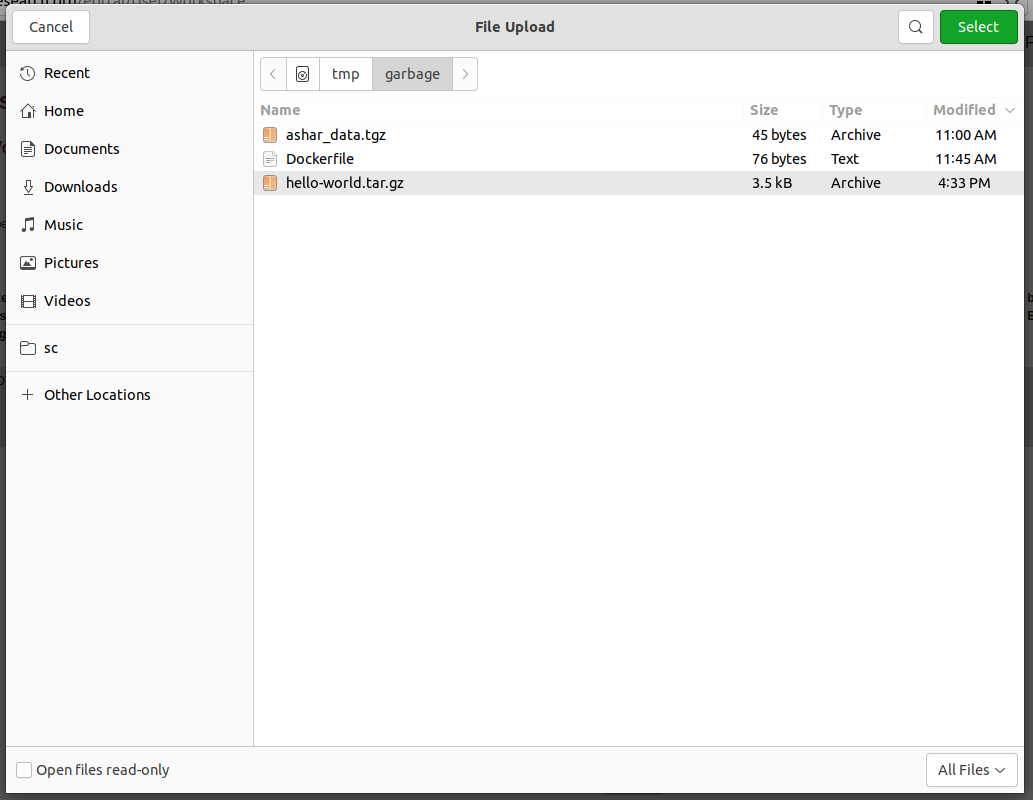 Cancel File Upload Select
Recent
Home
Documents
Downloads
Music
Pictures
Videos
sc
Other Locations
tmp garbage
Name Size Type Modified
ashar_data.tgz 45 bytes Archive 11:00 AM
Dockerfile 76 bytes Text 11:45 AM
hello-world.tar.gz 3.5 kB Archive 4:33 PM
Open files read-only All Files